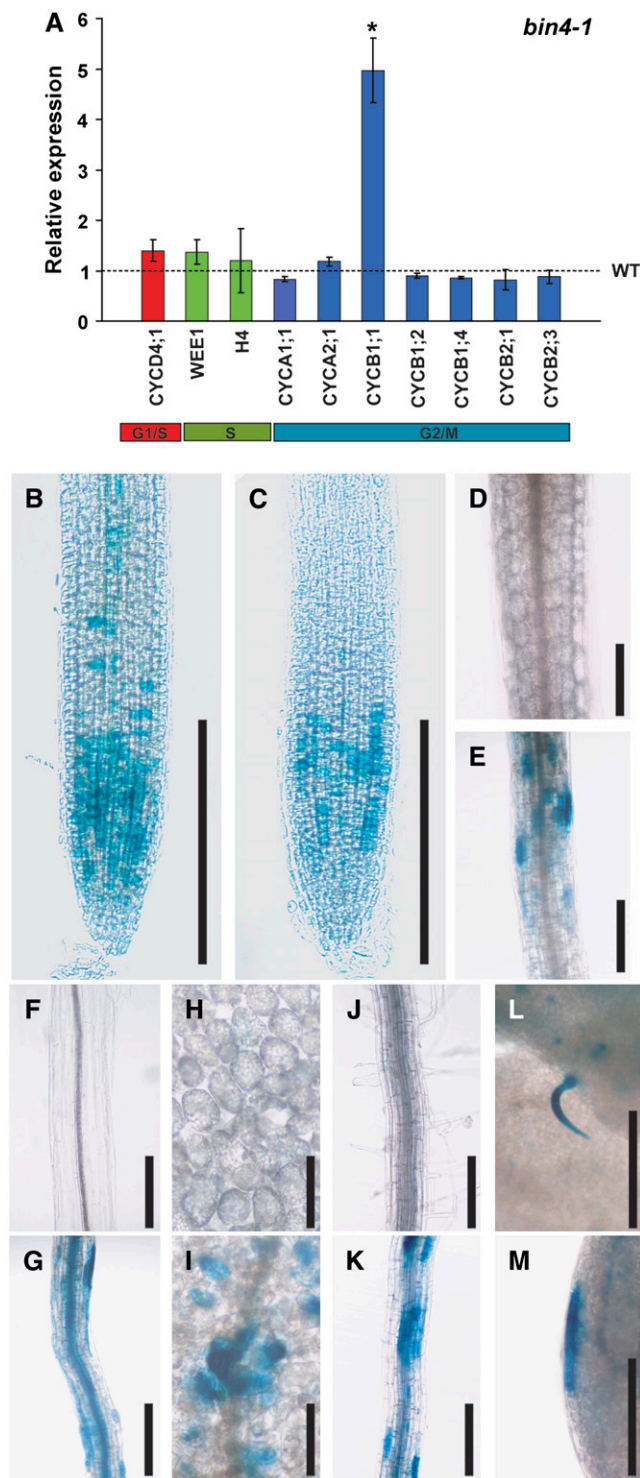 A
bin4-1
*
Relative expression
6
5
4
3
2
1
0
WT
CYCD4;1
WEE1
H4
CYCA1;1
CYCA2;1
CYCB1;1
CYCB1;2
CYCB1;4
CYCB2;1
CYCB2;3
G1/S
S
G2/M
B
C
D
E
F
H
J
L
G
I
K
M